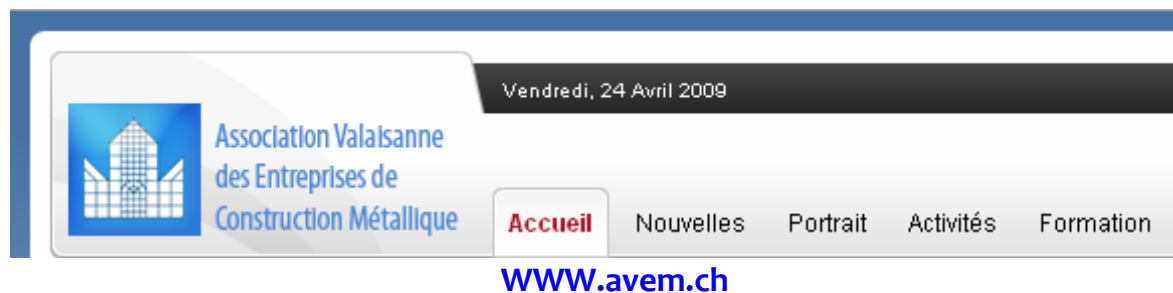 Vendredi, 24 Avril 2009
Association Valaisanne
des Entreprises de
Construction Métallique
Accueil Nouvelles Portrait Activités Formation
WWW.avem.ch